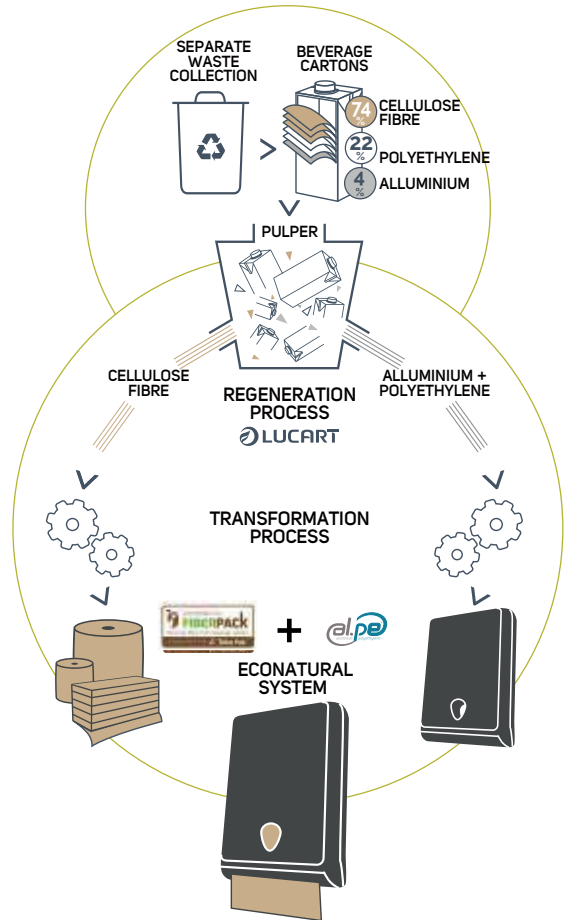 SEPARATE
WASTE
COLLECTION
BEVERAGE
CARTONS
74
%
CELLULOSE
FIBRE
22
%
POLYETHYLENE
4
%
ALLUMINIUM
PULPER
CELLULOSE
FIBRE
ALLUMINIUM +
POLYETHYLENE
REGENERATION
PROCESS
LUCART
TRANSFORMATION
PROCESS
FIBERPACK
+
al.pe
ECONATURAL
SYSTEM